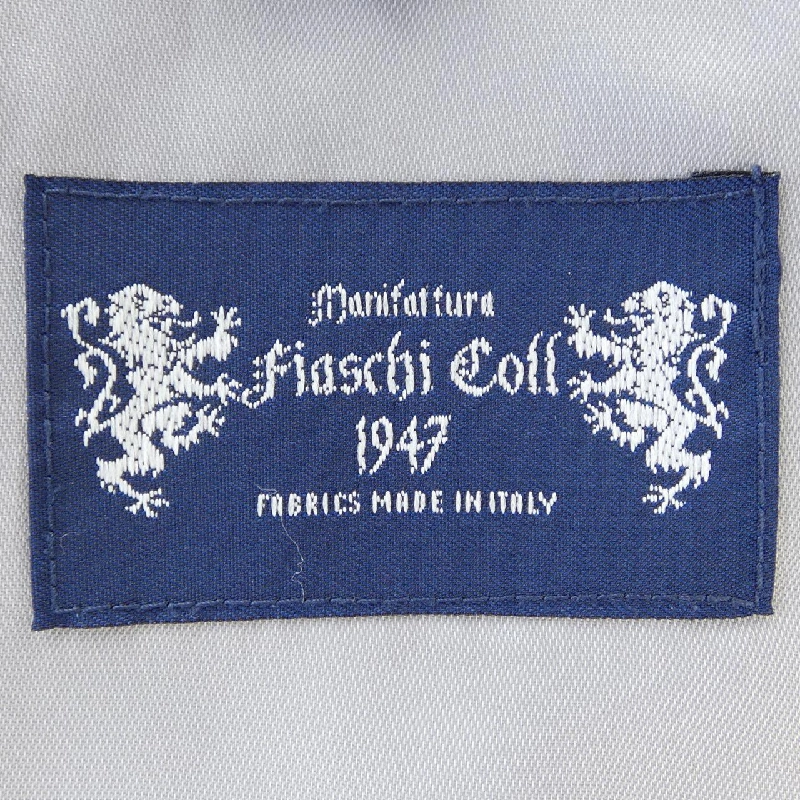 Manifattura
Fiaschi Coll
1947
FABRICS MADE IN ITALY